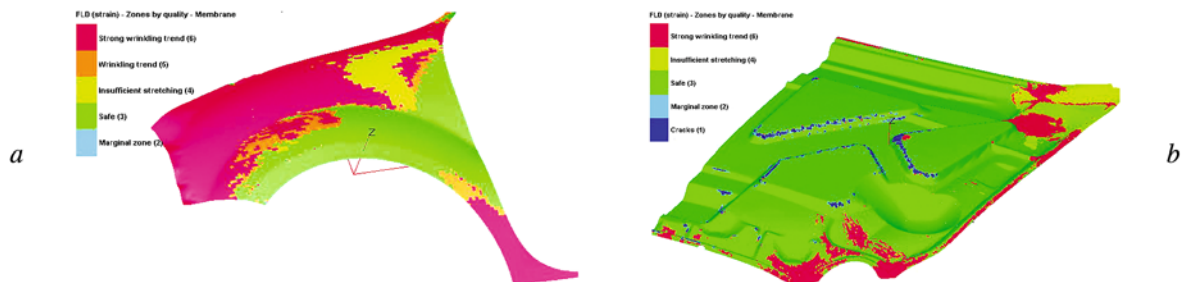 FLD (strain) - Zones by quality - Membrane
Strong wrinkling trend (6)
Wrinkling trend (5)
Insufficient stretching (4)
Safe (3)
Marginal zone (2)
Z
a
FLD (strain) - Zones by quality - Membrane
Strong wrinkling trend (6)
Insufficient stretching (4)
Safe (3)
Marginal zone (2)
Cracks (1)
b